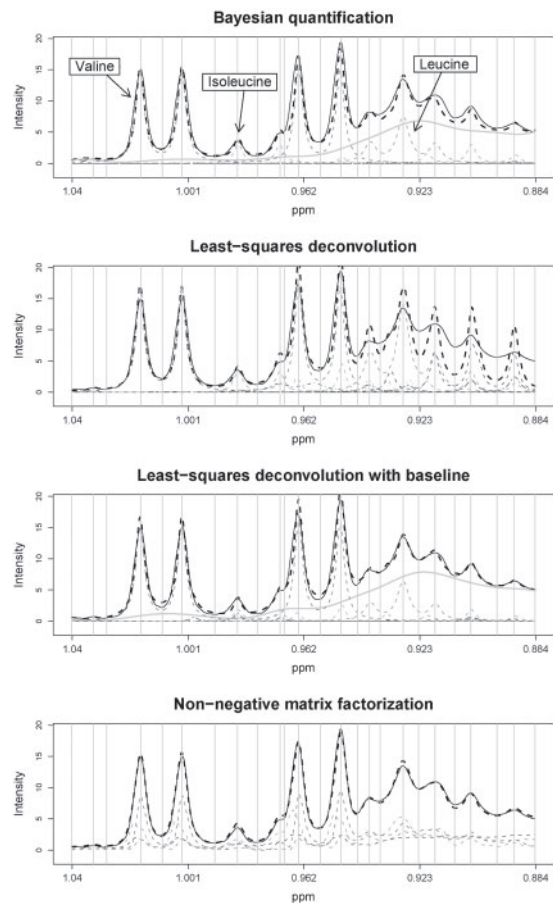 Bayesian quantification
20
15
10
5
0
Intensity
Valine
Isoleucine
Leucine
1.04 1.001 0.962 0.923 0.884
ppm
Least−squares deconvolution
20
15
10
5
0
Intensity
1.04 1.001 0.962 0.923 0.884
ppm
Least−squares deconvolution with baseline
20
15
10
5
0
Intensity
1.04 1.001 0.962 0.923 0.884
ppm
Non−negative matrix factorization
20
15
10
5
0
Intensity
1.04 1.001 0.962 0.923 0.884
ppm